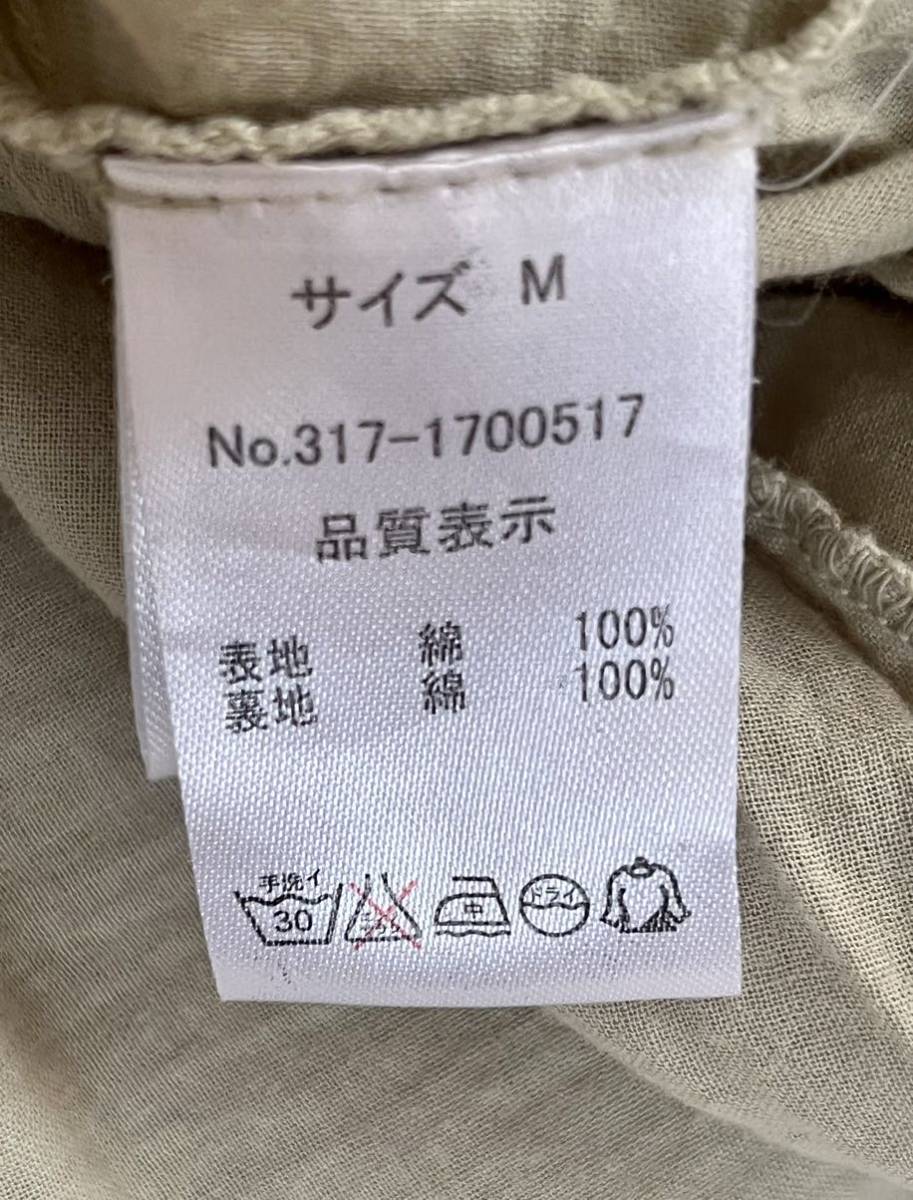 サイズ M
No.317-1700517
品質表示
表地 綿 100%
裏地 綿 100%
手洗イ 30 中 ドライ